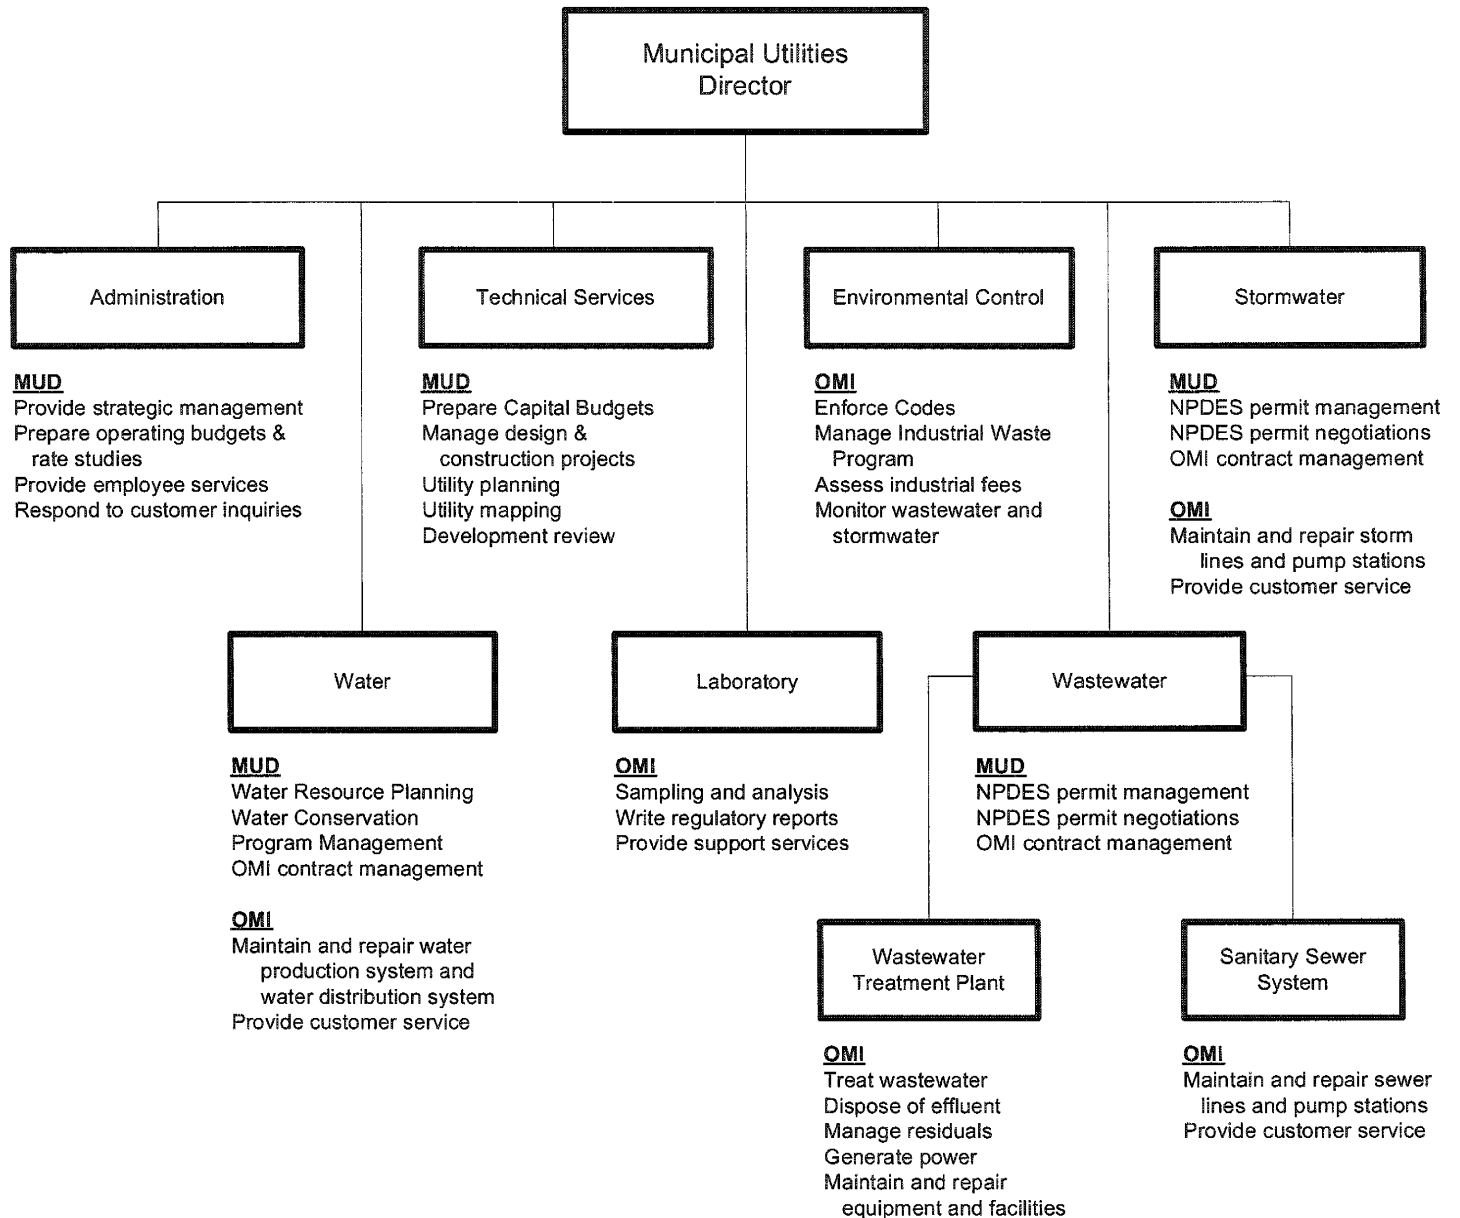 Municipal Utilities
Director
Administration
MUD
Provide strategic management
Prepare operating budgets &
rate studies
Provide employee services
Respond to customer inquiries
Technical Services
MUD
Prepare Capital Budgets
Manage design &
construction projects
Utility planning
Utility mapping
Development review
Environmental Control
OMI
Enforce Codes
Manage Industrial Waste
Program
Assess industrial fees
Monitor wastewater and
stormwater
Stormwater
MUD
NPDES permit management
NPDES permit negotiations
OMI contract management
OMI
Maintain and repair storm
lines and pump stations
Provide customer service
Water
MUD
Water Resource Planning
Water Conservation
Program Management
OMI contract management
OMI
Maintain and repair water
production system and
water distribution system
Provide customer service
Laboratory
OMI
Sampling and analysis
Write regulatory reports
Provide support services
Wastewater
MUD
NPDES permit management
NPDES permit negotiations
OMI contract management
Wastewater
Treatment Plant
OMI
Treat wastewater
Dispose of effluent
Manage residuals
Generate power
Maintain and repair
equipment and facilities
Sanitary Sewer
System
OMI
Maintain and repair sewer
lines and pump stations
Provide customer service